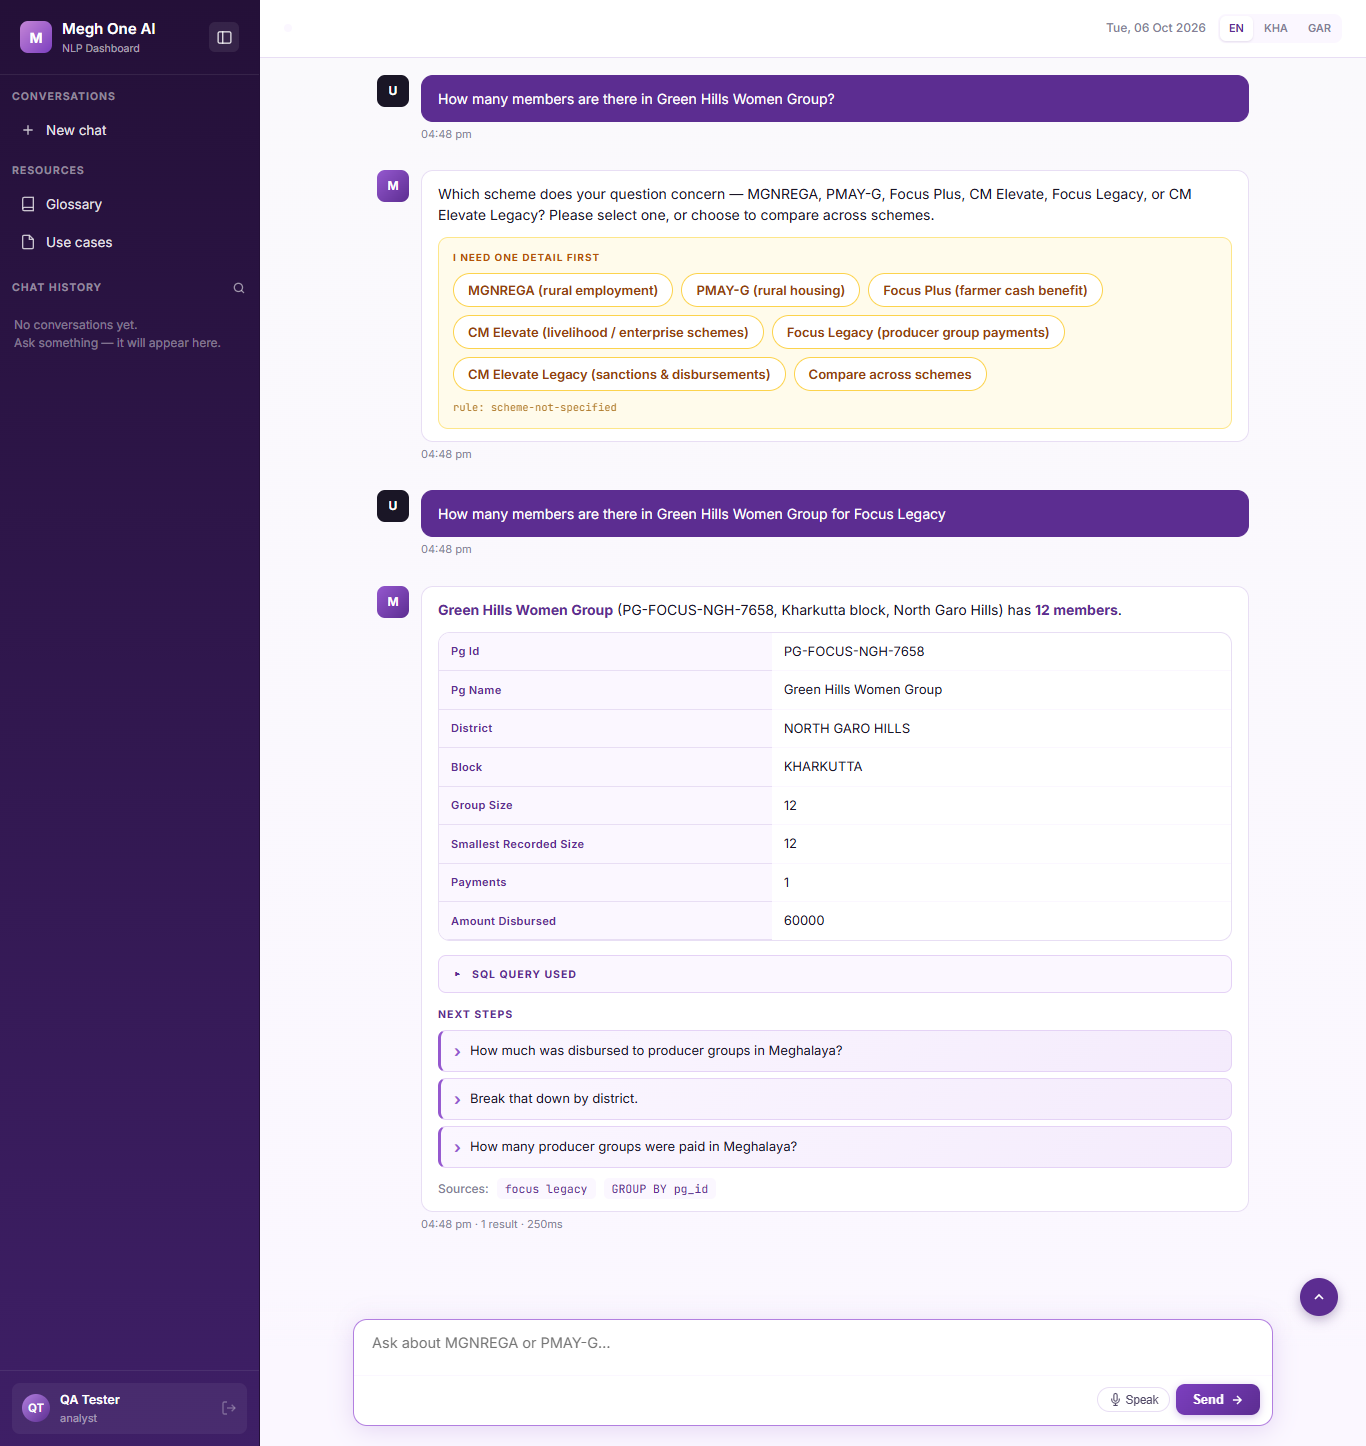 M
Megh One AI
NLP Dashboard
CONVERSATIONS
+ New chat
RESOURCES
Glossary
Use cases
CHAT HISTORY
No conversations yet.
Ask something — it will appear here.
QT
QA Tester
analyst
Tue, 06 Oct 2026
EN
KHA
GAR
U
How many members are there in Green Hills Women Group?
04:48 pm
M
Which scheme does your question concern — MGNREGA, PMAY-G, Focus Plus, CM Elevate, Focus Legacy, or CM
Elevate Legacy? Please select one, or choose to compare across schemes.
I NEED ONE DETAIL FIRST
MGNREGA (rural employment)
PMAY-G (rural housing)
Focus Plus (farmer cash benefit)
CM Elevate (livelihood / enterprise schemes)
Focus Legacy (producer group payments)
CM Elevate Legacy (sanctions & disbursements)
Compare across schemes
rule: scheme-not-specified
04:48 pm
U
How many members are there in Green Hills Women Group for Focus Legacy
04:48 pm
M
Green Hills Women Group (PG-FOCUS-NGH-7658, Kharkutta block, North Garo Hills) has 12 members.
Pg Id PG-FOCUS-NGH-7658
Pg Name Green Hills Women Group
District NORTH GARO HILLS
Block KHARKUTTA
Group Size 12
Smallest Recorded Size 12
Payments 1
Amount Disbursed 60000
SQL QUERY USED
NEXT STEPS
How much was disbursed to producer groups in Meghalaya?
Break that down by district.
How many producer groups were paid in Meghalaya?
Sources: focus legacy GROUP BY pg_id
04:48 pm · 1 result · 250ms
Ask about MGNREGA or PMAY-G...
Speak
Send →